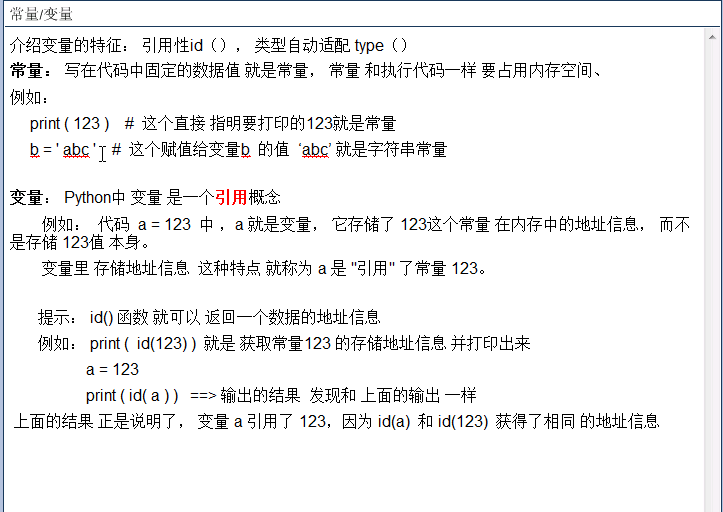 常量/变量
介绍变量的特征： 引用性id（）， 类型自动适配 type（）
常量： 写在代码中固定的数据值 就是常量， 常量 和执行代码一样 要占用内存空间、
例如：
print ( 123 )   #  这个直接 指明要打印的123就是常量
b = ' abc '   #  这个赋值给变量b  的值  ‘abc’ 就是字符串常量
变量： Python中 变量 是一个引用概念
例如：  代码  a = 123  中 ，a 就是变量， 它存储了 123这个常量 在内存中的地址信息， 而不
是存储 123值 本身。
变量里 存储地址信息  这种特点 就称为 a 是 "引用" 了常量 123。
提示： id() 函数 就可以 返回一个数据的地址信息
例如： print (  id(123) )  就是 获取常量123 的存储地址信息 并打印出来
a = 123
print ( id( a ) )   ==> 输出的结果  发现和 上面的输出 一样
上面的结果 正是说明了， 变量 a 引用了 123，因为 id(a)  和 id(123)  获得了相同 的地址信息